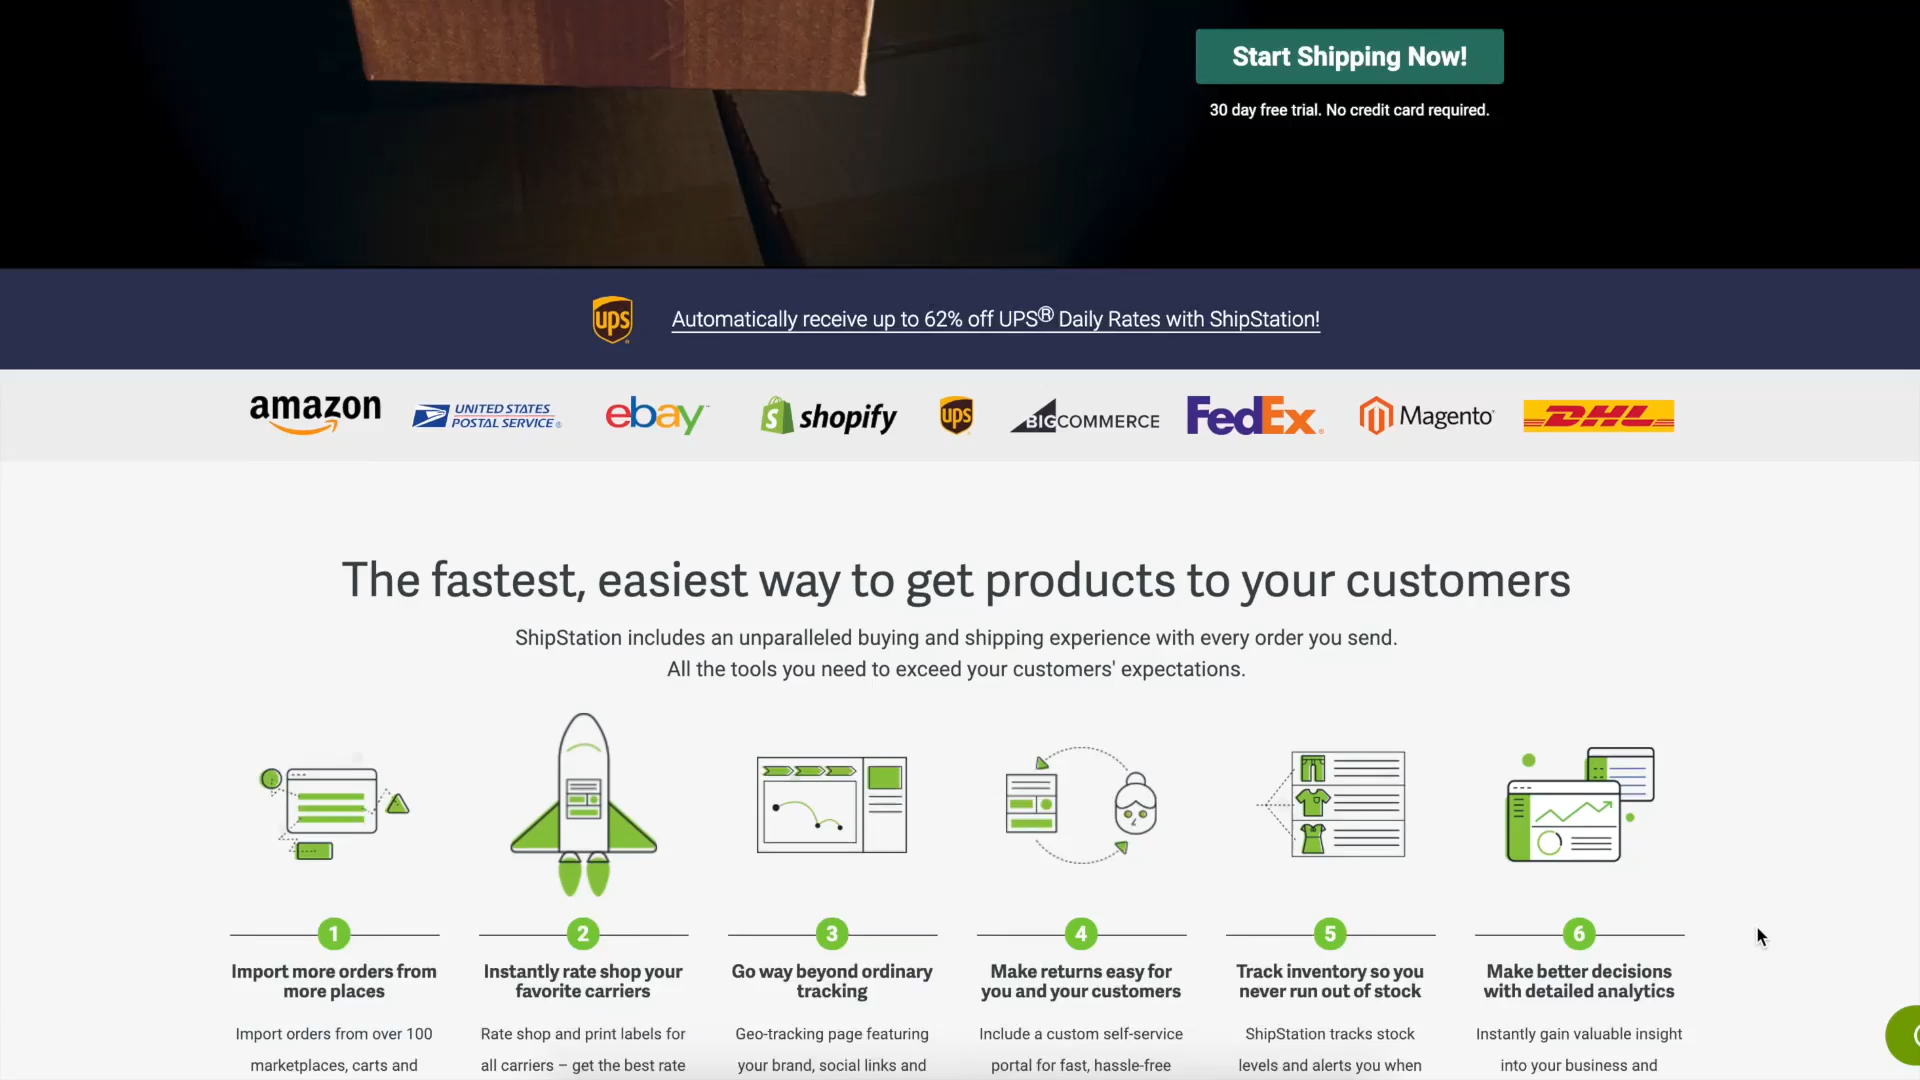 Start Shipping Now!
30 day free trial. No credit card required.
ups
Automatically receive up to 62% off UPS® Daily Rates with ShipStation!
amazon
UNITED STATES
POSTAL SERVICE®
ebay™
shopify
ups
BIGCOMMERCE
FedEx®
Magento®
DHL
The fastest, easiest way to get products to your customers
ShipStation includes an unparalleled buying and shipping experience with every order you send.
All the tools you need to exceed your customers' expectations.
1
Import more orders from
more places
Import orders from over 100
marketplaces, carts and
2
Instantly rate shop your
favorite carriers
Rate shop and print labels for
all carriers – get the best rate
3
Go way beyond ordinary
tracking
Geo-tracking page featuring
your brand, social links and
4
Make returns easy for
you and your customers
Include a custom self-service
portal for fast, hassle-free
5
Track inventory so you
never run out of stock
ShipStation tracks stock
levels and alerts you when
6
Make better decisions
with detailed analytics
Instantly gain valuable insight
into your business and